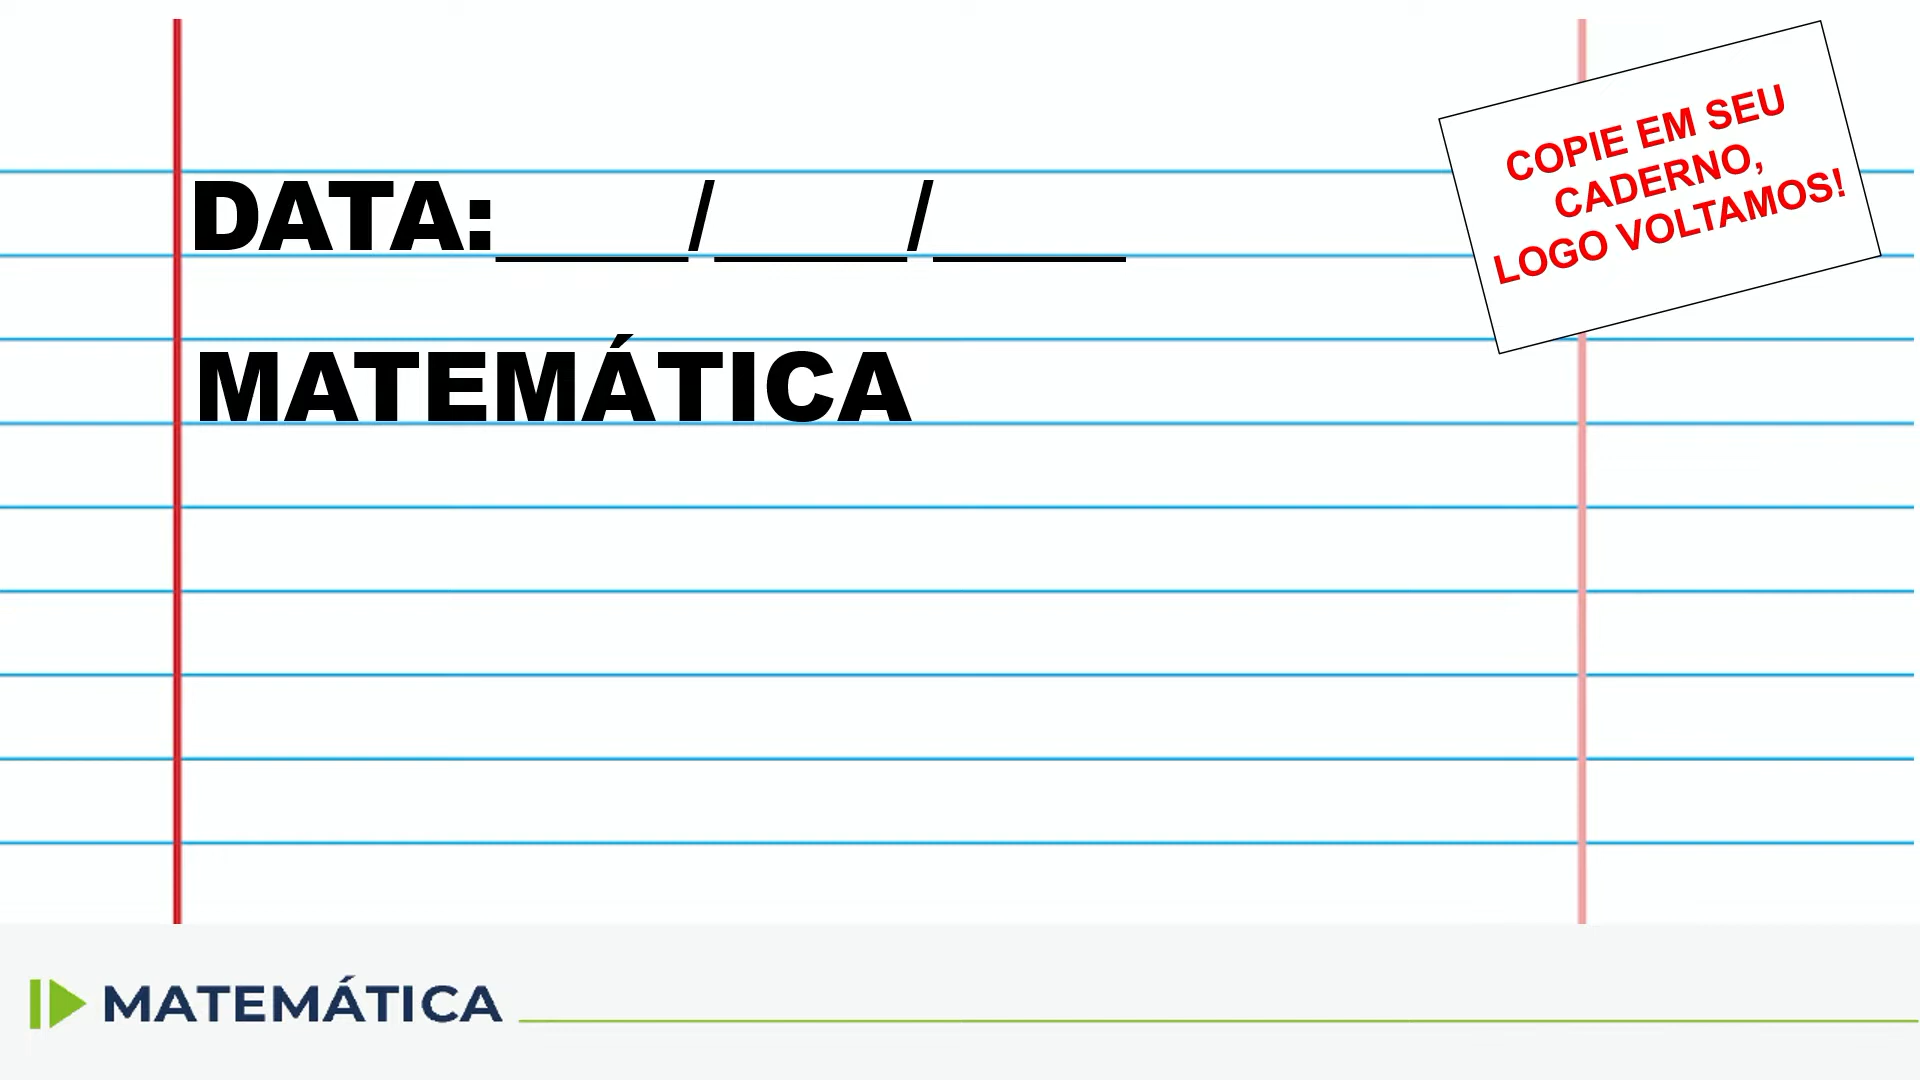 DATA:____/____/____
MATEMÁTICA
COPIE EM SEU
CADERNO,
LOGO VOLTAMOS!
MATEMÁTICA